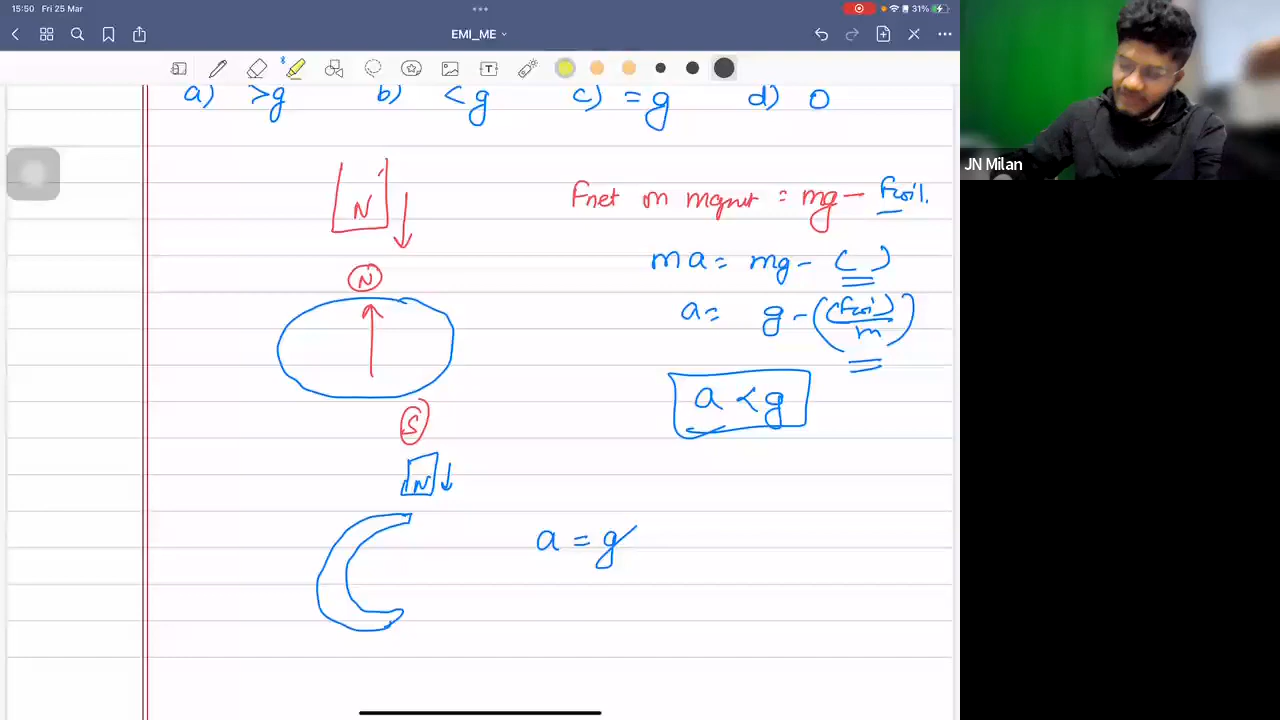 15:50 Fri 25 Mar
31%
EMI_ME
a) >g b) <g c) =g d) 0
JN Milan
N
Fnet on magnet = mg - Fcoil.
N
ma = mg - ( )
a = g - ((Fcoil)/m)
a < g
S
N
a = g